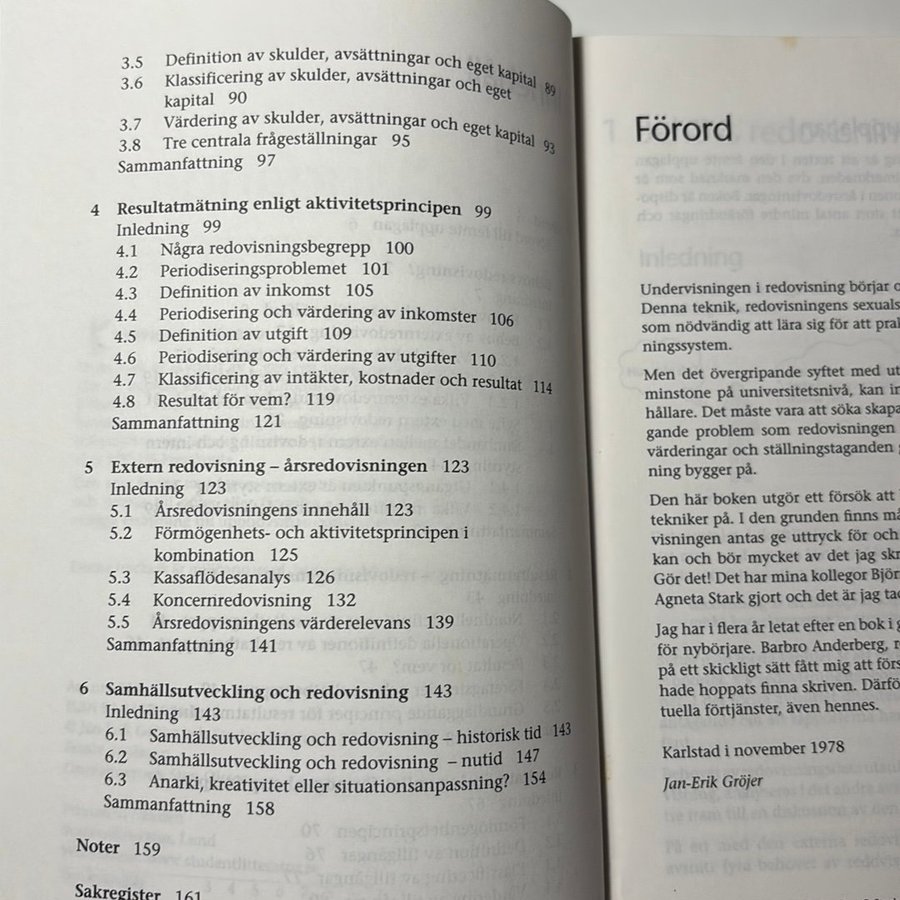 3.5 Definition av skulder, avsättningar och eget kapital 89
3.6 Klassificering av skulder, avsättningar och eget
kapital 90
3.7 Värdering av skulder, avsättningar och eget kapital 93
3.8 Tre centrala frågeställningar 95
Sammanfattning 97
4 Resultatmätning enligt aktivitetsprincipen 99
Inledning 99
4.1 Några redovisningsbegrepp 100
4.2 Periodiseringsproblemet 101
4.3 Definition av inkomst 105
4.4 Periodisering och värdering av inkomster 106
4.5 Definition av utgift 109
4.6 Periodisering och värdering av utgifter 110
4.7 Klassificering av intäkter, kostnader och resultat 114
4.8 Resultat för vem? 119
Sammanfattning 121
5 Extern redovisning – årsredovisningen 123
Inledning 123
5.1 Årsredovisningens innehåll 123
5.2 Förmögenhets- och aktivitetsprincipen i
kombination 125
5.3 Kassaflödesanalys 126
5.4 Koncernredovisning 132
5.5 Årsredovisningens värderelevans 139
Sammanfattning 141
6 Samhällsutveckling och redovisning 143
Inledning 143
6.1 Samhällsutveckling och redovisning – historisk tid 143
6.2 Samhällsutveckling och redovisning – nutid 147
6.3 Anarki, kreativitet eller situationsanpassning? 154
Sammanfattning 158
Noter 159
Sakregister 161
Förord
Undervisningen i redovisning börjar
Denna teknik, redovisningens
som nödvändig att lära sig för att
ningssystem.
Men det övergripande syftet med
minstone på universitetsnivå, kan
hållare. Det måste vara att söka skapa
gande problem som redovisningen
värderingar och ställningstaganden
ning bygger på.
Den här boken utgör ett försök att
tekniker på. I den grunden finns
visningen antas ge uttryck för och
kan och bör mycket av det jag
Gör det! Det har mina kollegor
Agneta Stark gjort och det är jag
Jag har i flera år letat efter en bok i
för nybörjare. Barbro Anderberg,
på ett skickligt sätt fått mig att
hade hoppats finna skriven.
tuella förtjänster, även hennes.
Karlstad i november 1978
Jan-Erik Gröjer